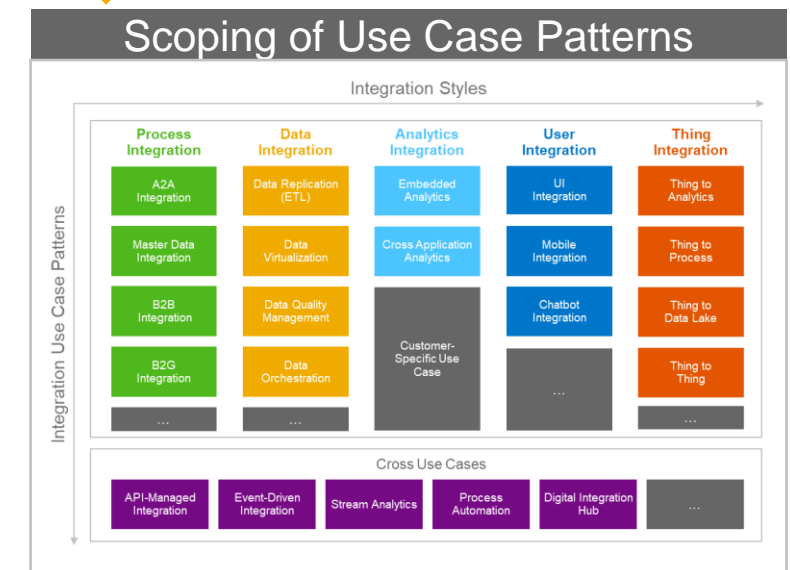 Scoping of Use Case Patterns
Integration Styles
Integration Use Case Patterns
Process
Integration
Data
Integration
Analytics
Integration
User
Integration
Thing
Integration
A2A
Integration
Data Replication
(ETL)
Embedded
Analytics
UI
Integration
Thing to
Analytics
Master Data
Integration
Data
Virtualization
Cross Application
Analytics
Mobile
Integration
Thing to
Process
B2B
Integration
Data Quality
Management
Customer-
Specific Use
Case
Chatbot
Integration
Thing to
Data Lake
B2G
Integration
Data
Orchestration
...
Thing to
Thing
...
...
...
Cross Use Cases
API-Managed
Integration
Event-Driven
Integration
Stream Analytics
Process
Automation
Digital Integration
Hub
...